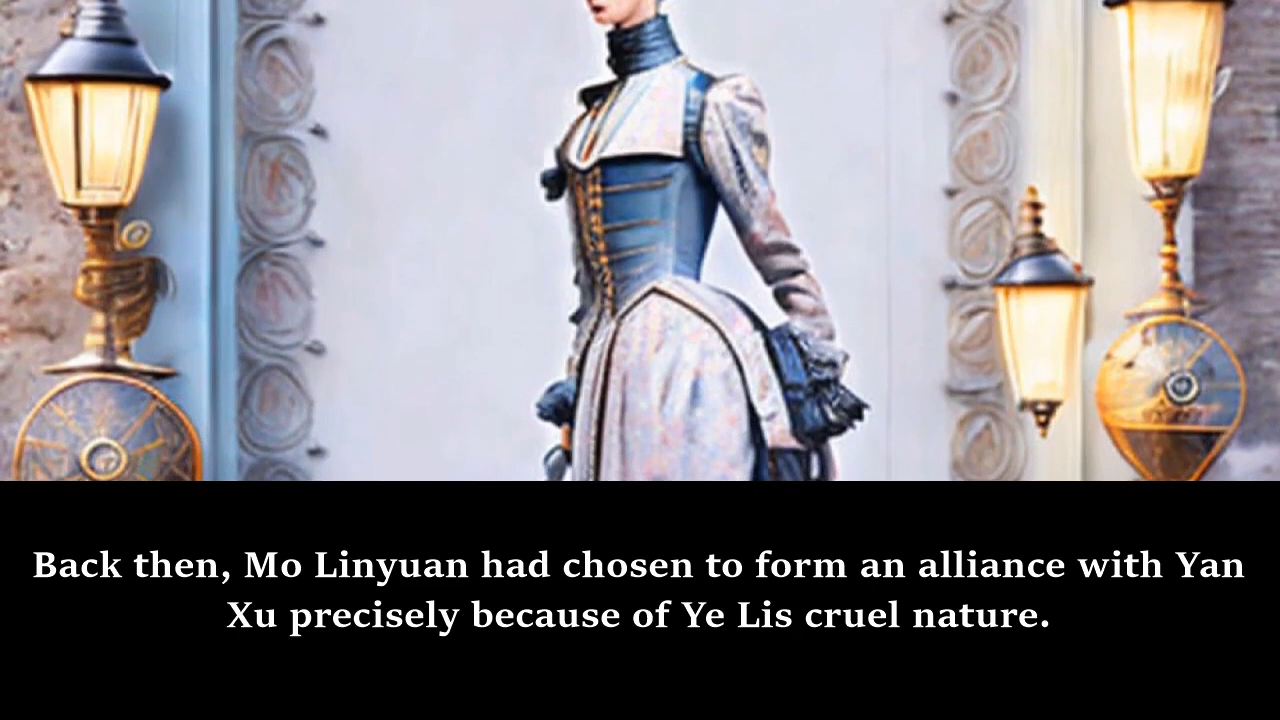 Back then, Mo Linyuan had chosen to form an alliance with Yan
Xu precisely because of Ye Lis cruel nature.